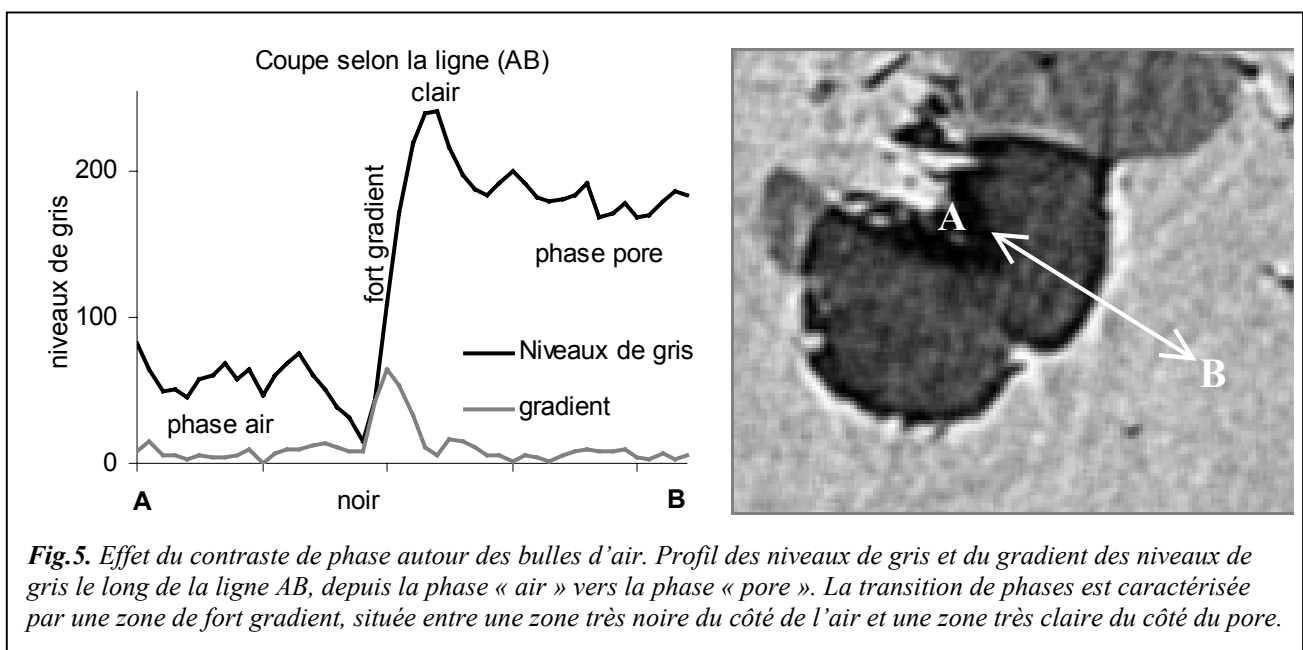 Coupe selon la ligne (AB)
clair
200
100
0
niveaux de gris
fort gradient
phase pore
Niveaux de gris
gradient
phase air
A
noir
B
A
B
Fig.5. Effet du contraste de phase autour des bulles d’air. Profil des niveaux de gris et du gradient des niveaux de
gris le long de la ligne AB, depuis la phase « air » vers la phase « pore ». La transition de phases est caractérisée
par une zone de fort gradient, située entre une zone très noire du côté de l’air et une zone très claire du côté du pore.